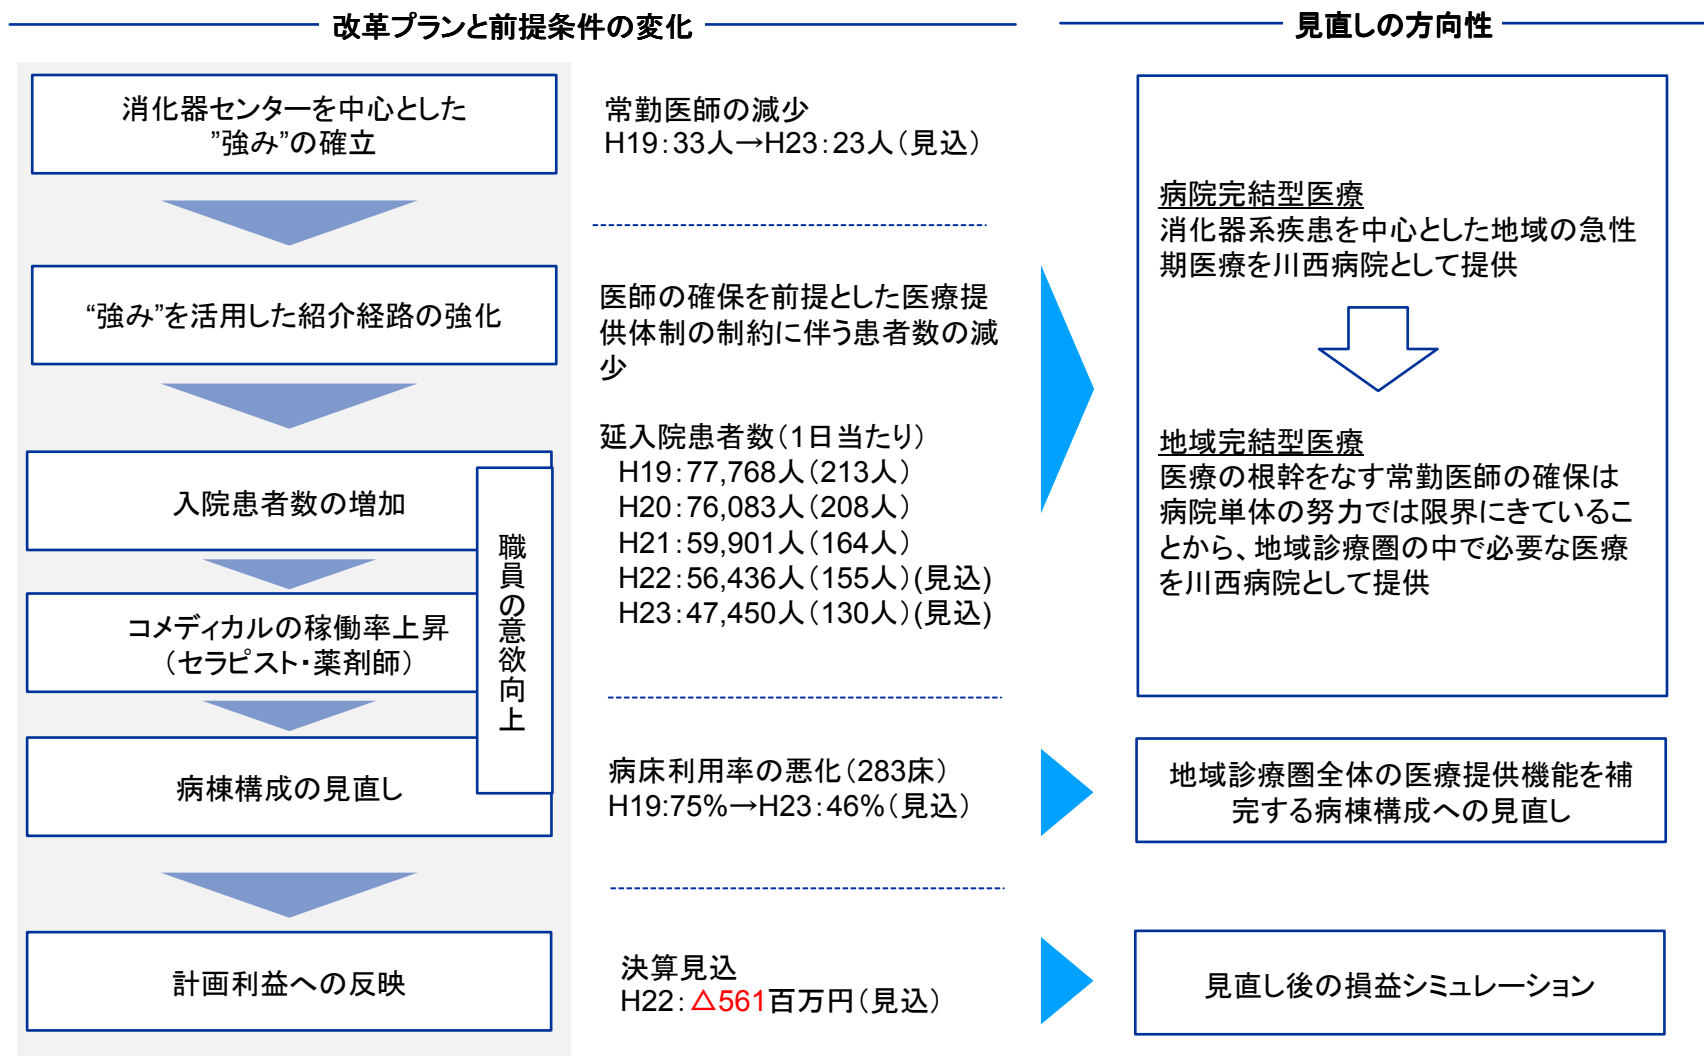 改革プランと前提条件の変化
見直しの方向性
消化器センターを中心とした
”強み”の確立
“強み”を活用した紹介経路の強化
入院患者数の増加
コメディカルの稼働率上昇
（セラピスト・薬剤師）
病棟構成の見直し
職員の意欲向上
計画利益への反映
常勤医師の減少
H19：33人→H23：23人（見込）
医師の確保を前提とした医療提
供体制の制約に伴う患者数の減
少
延入院患者数（1日当たり）
H19：77,768人（213人）
H20：76,083人（208人）
H21：59,901人（164人）
H22：56,436人（155人）(見込)
H23：47,450人（130人）(見込)
病床利用率の悪化（283床）
H19:75%→H23：46%（見込）
決算見込
H22：△561百万円（見込）
病院完結型医療
消化器系疾患を中心とした地域の急性
期医療を川西病院として提供
地域完結型医療
医療の根幹をなす常勤医師の確保は
病院単体の努力では限界にきているこ
とから、地域診療圏の中で必要な医療
を川西病院として提供
地域診療圏全体の医療提供機能を補
完する病棟構成への見直し
見直し後の損益シミュレーション